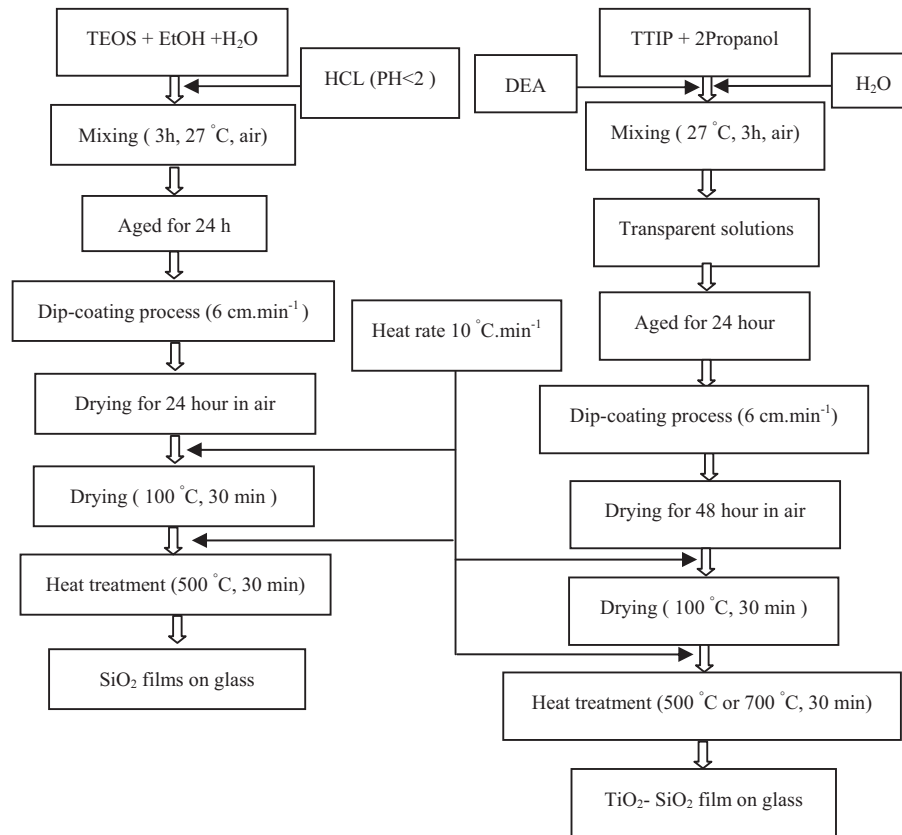 TEOS + EtOH +H₂O
HCL (PH<2 )
Mixing ( 3h, 27 °C, air)
Aged for 24 h
Dip-coating process (6 cm.min⁻¹ )
Drying for 24 hour in air
Drying ( 100 °C, 30 min )
Heat treatment (500 °C, 30 min)
SiO₂ films on glass
Heat rate 10 °C.min⁻¹
TTIP + 2Propanol
DEA
H₂O
Mixing ( 27 °C, 3h, air)
Transparent solutions
Aged for 24 hour
Dip-coating process (6 cm.min⁻¹)
Drying for 48 hour in air
Drying ( 100 °C, 30 min )
Heat treatment (500 °C or 700 °C, 30 min)
TiO₂- SiO₂ film on glass